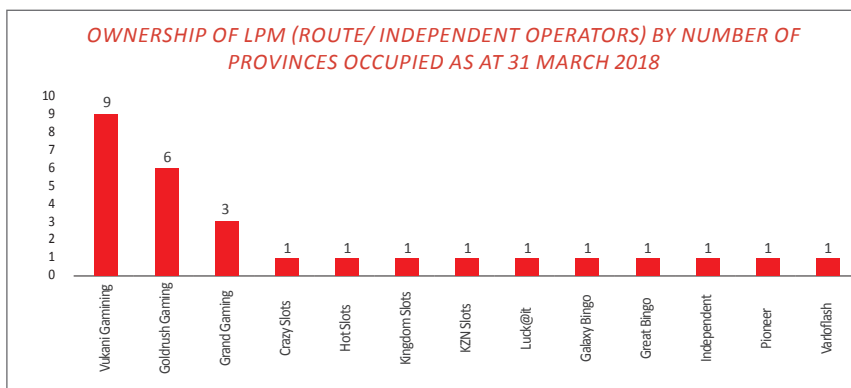 OWNERSHIP OF LPM (ROUTE/ INDEPENDENT OPERATORS) BY NUMBER OF
PROVINCES OCCUPIED AS AT 31 MARCH 2018
10
9
8
7
6
5
4
3
2
1
0
9
6
3
1
1
1
1
1
1
1
1
1
1
Vukani Gamining
Goldrush Gaming
Grand Gaming
Crazy Slots
Hot Slots
Kingdom Slots
KZN Slots
Luck@it
Galaxy Bingo
Great Bingo
Independent
Pioneer
Varloflash